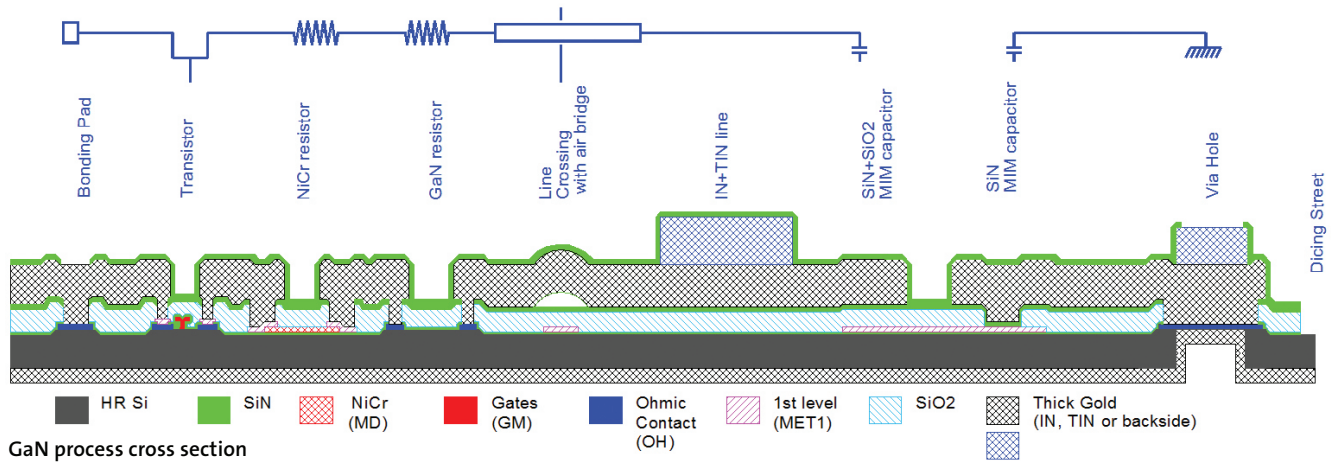 Bonding Pad
Transistor
NiCr resistor
GaN resistor
Line
Crossing
with air bridge
IN+TIN line
SiN+SiO2
MIM capacitor
SiN
MIM capacitor
Via Hole
Dicing Street
HR Si
SiN
NiCr
(MD)
Gates
(GM)
Ohmic
Contact
(OH)
1st level
(MET1)
SiO2
Thick Gold
(IN, TIN or backside)
GaN process cross section